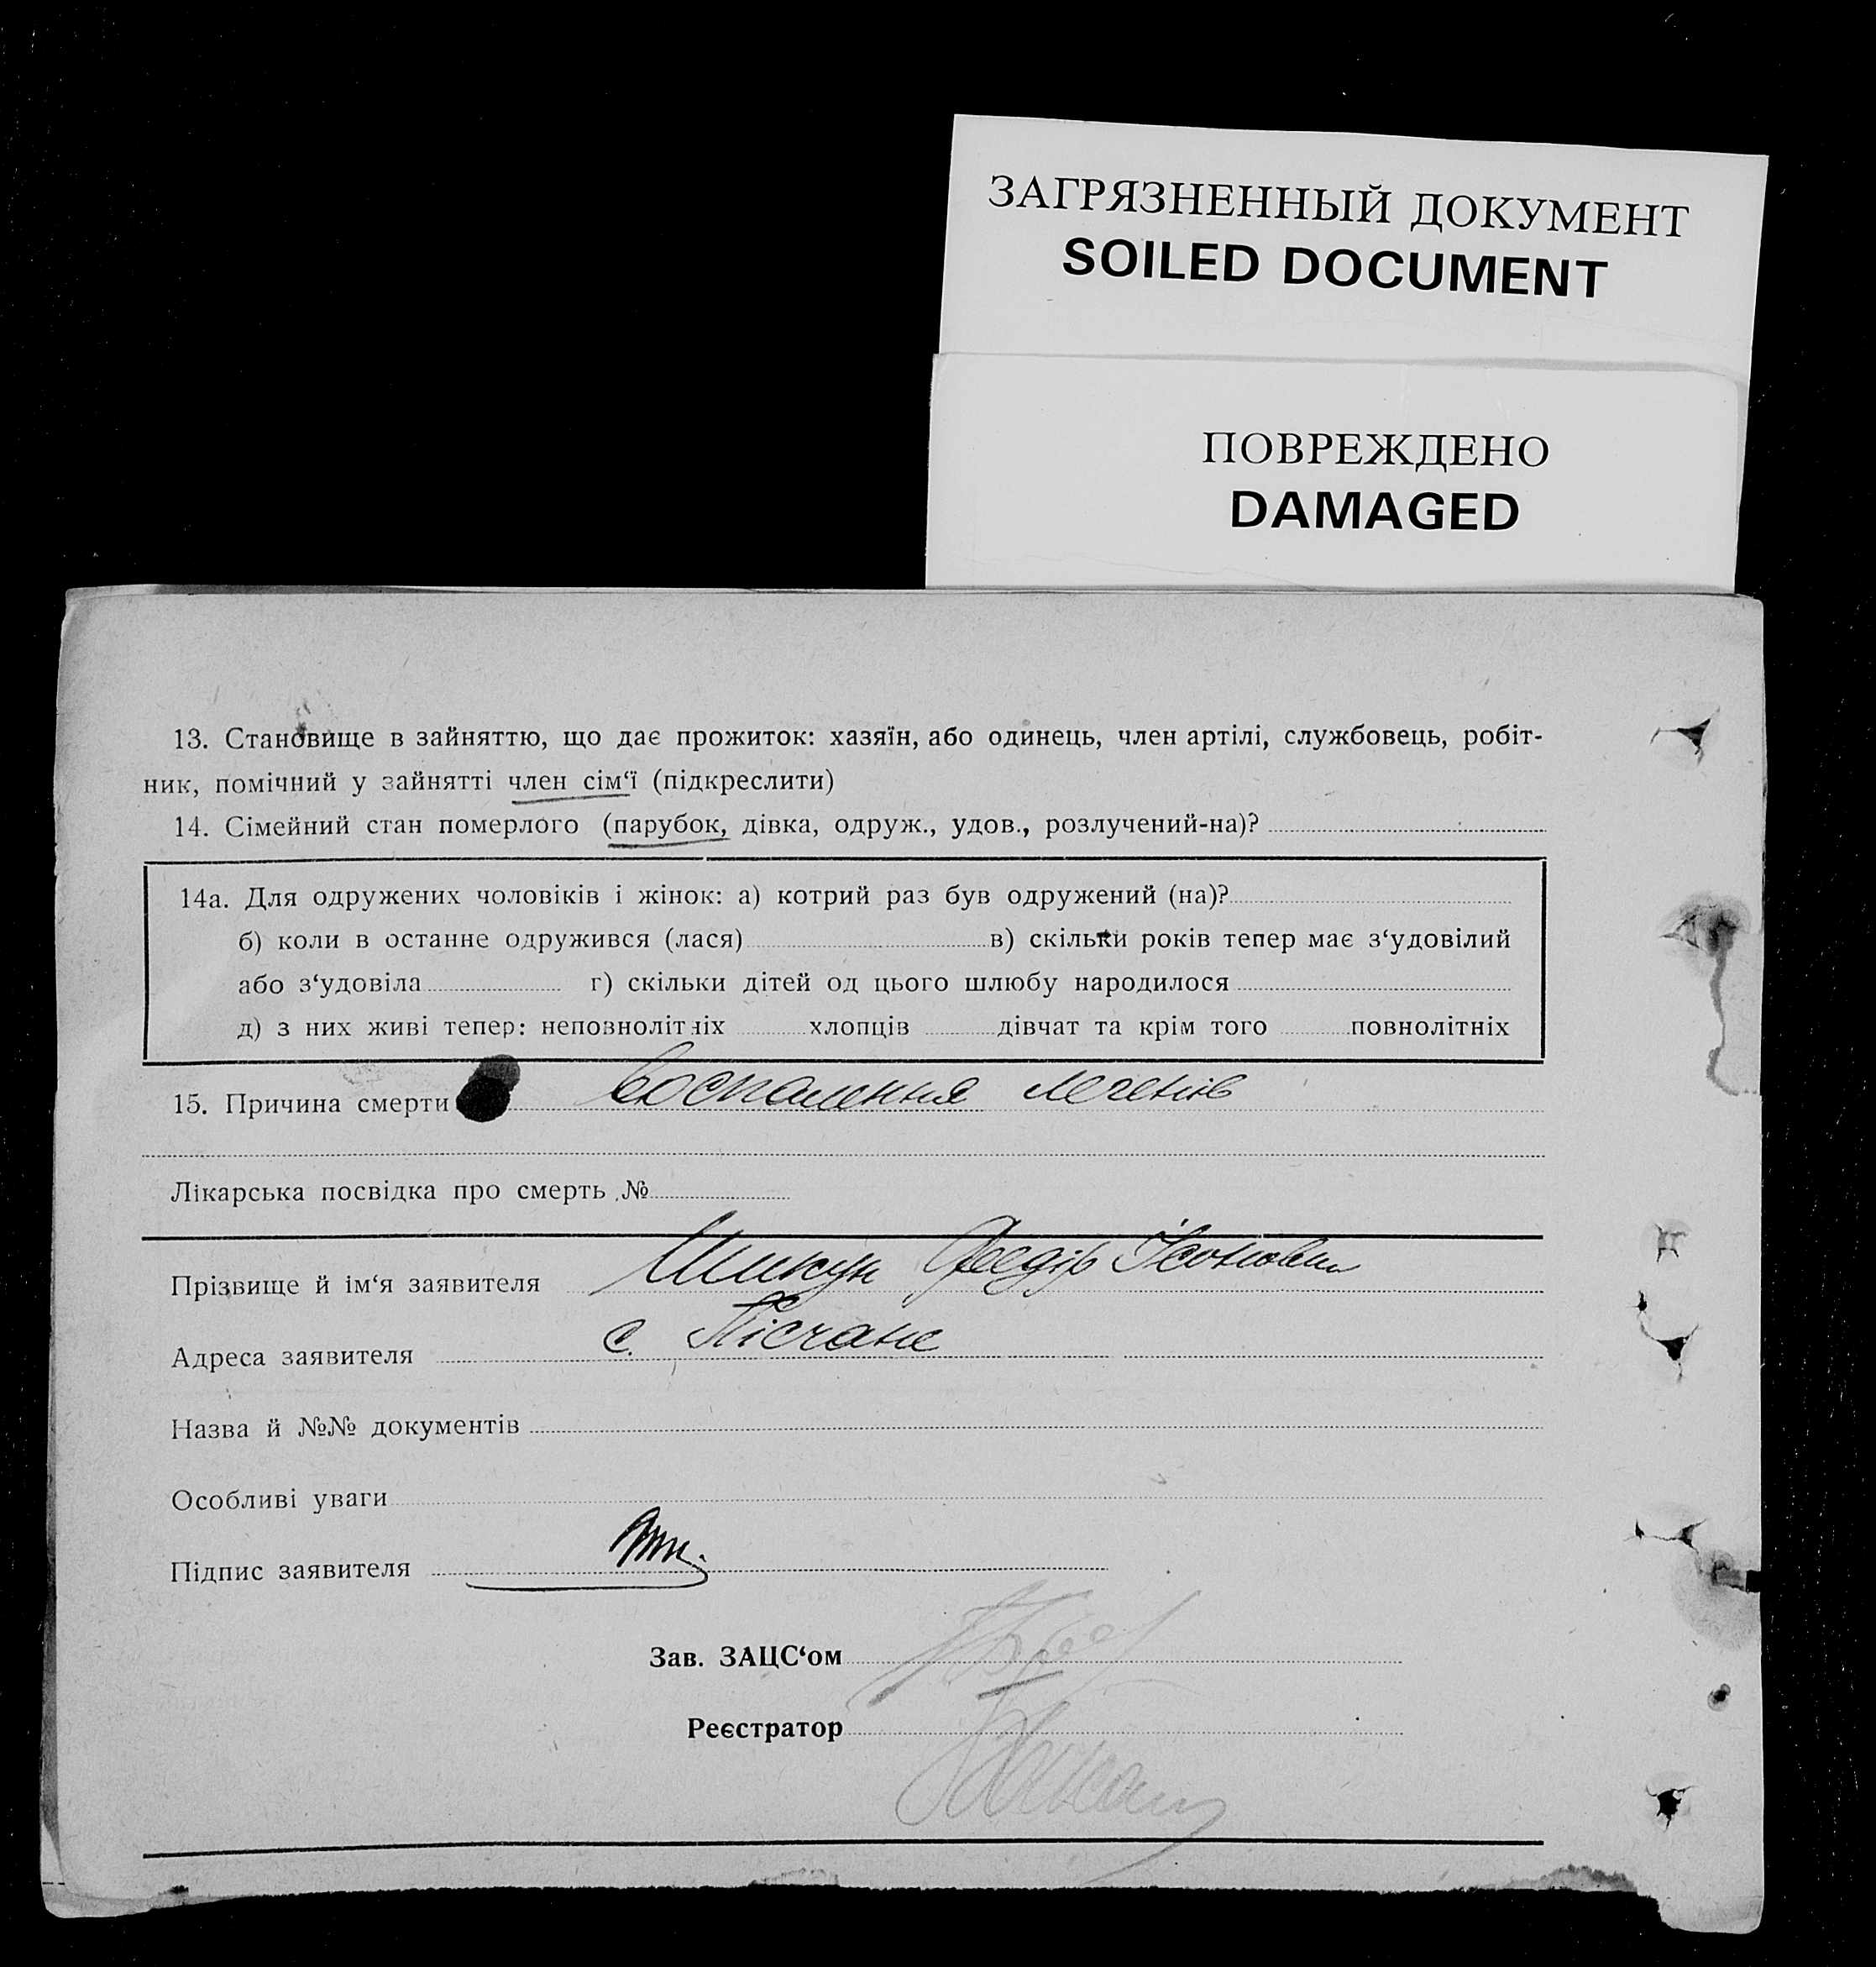 ЗАГРЯЗНЕННЫЙ ДОКУМЕНТ
SOILED DOCUMENT
ПОВРЕЖДЕНО
DAMAGED
13. Становище в зайняттю, що дає прожиток: хазяїн, або одинець, член артілі, службовець, робіт-
ник, помічний у зайнятті член сім‘ї (підкреслити)
14. Сімейний стан померлого (парубок, дівка, одруж., удов., розлучений-на)?
14а. Для одружених чоловіків і жінок: а) котрий раз був одружений (на)?
б) коли в останне одружився (лася) в) скільки років тепер має з‘удовілий
або з‘удовіла г) скільки дітей од цього шлюбу народилося
д) з них живі тепер: неповнолітніх хлопців дівчат та крім того повнолітніх
15. Причина смерти Воспалення легенів
Лікарська посвідка про смерть №
Прізвище й ім‘я заявителя Шикун Федір
Адреса заявителя с. Пісчане
Назва й №№ документів
Особливі уваги
Підпис заявителя
Зав. ЗАЦС‘ом
Реєстратор